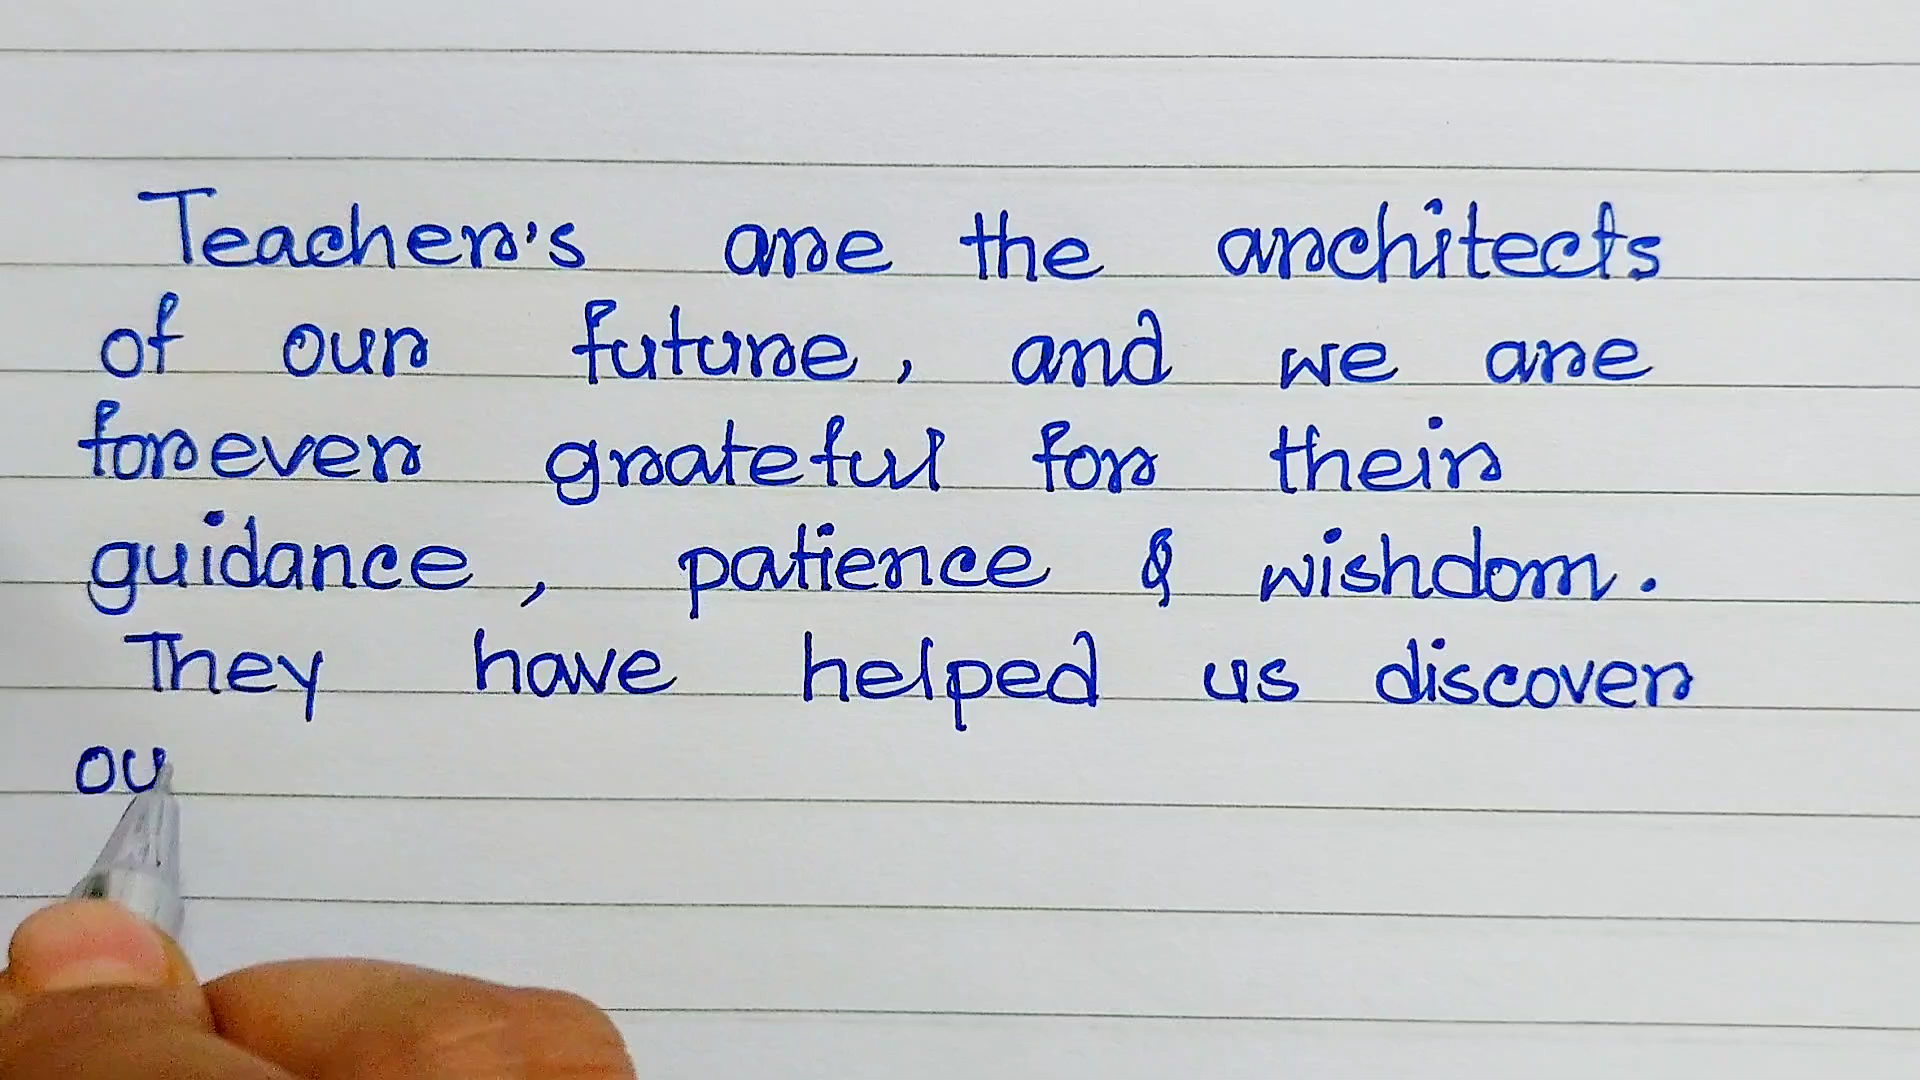 Teacher's are the architects
of our future, and we are
forever grateful for their
guidance, patience & wishdom.
They have helped us discover
ou